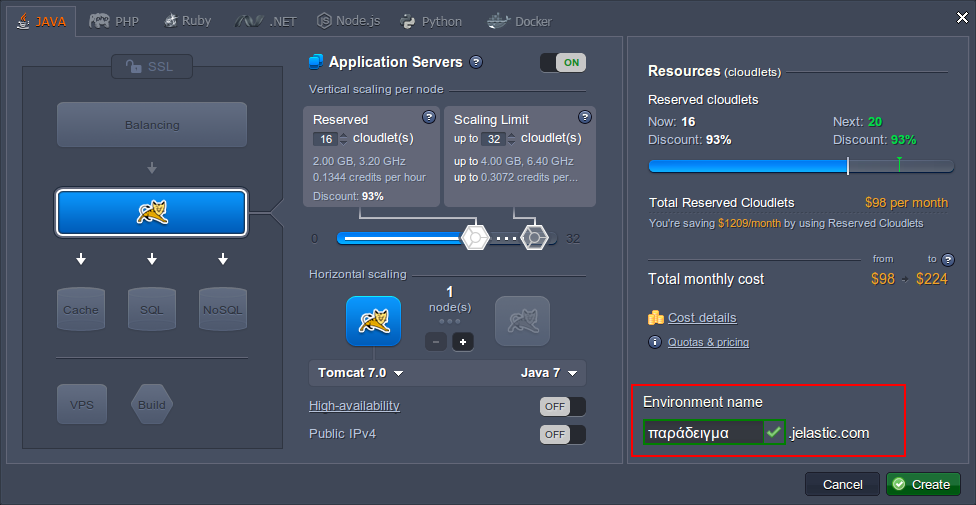 JAVA PHP Ruby .NET Node.js Python Docker
SSL
Balancing
Cache SQL NoSQL
VPS Build
Application Servers ? ON
Vertical scaling per node
Reserved ?
16 cloudlet(s)
2.00 GB, 3.20 GHz
0.1344 credits per hour
Discount: 93%
Scaling Limit ?
up to 32 cloudlet(s)
up to 4.00 GB, 6.40 GHz
up to 0.3072 credits per...
0 32
Horizontal scaling
1
node(s)
− +
Tomcat 7.0 Java 7
High-availability OFF
Public IPv4 OFF
Resources (cloudlets)
Reserved cloudlets
Now: 16 Next: 20
Discount: 93% Discount: 93%
Total Reserved Cloudlets $98 per month
You're saving $1209/month by using Reserved Cloudlets
from to ?
Total monthly cost $98 $224
Cost details
Quotas & pricing
Environment name
παράδειγμα .jelastic.com
Cancel Create